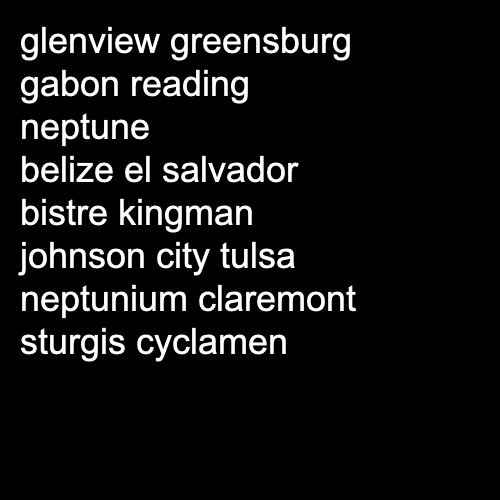 glenview greensburg
gabon reading
neptune
belize el salvador
bistre kingman
johnson city tulsa
neptunium claremont
sturgis cyclamen